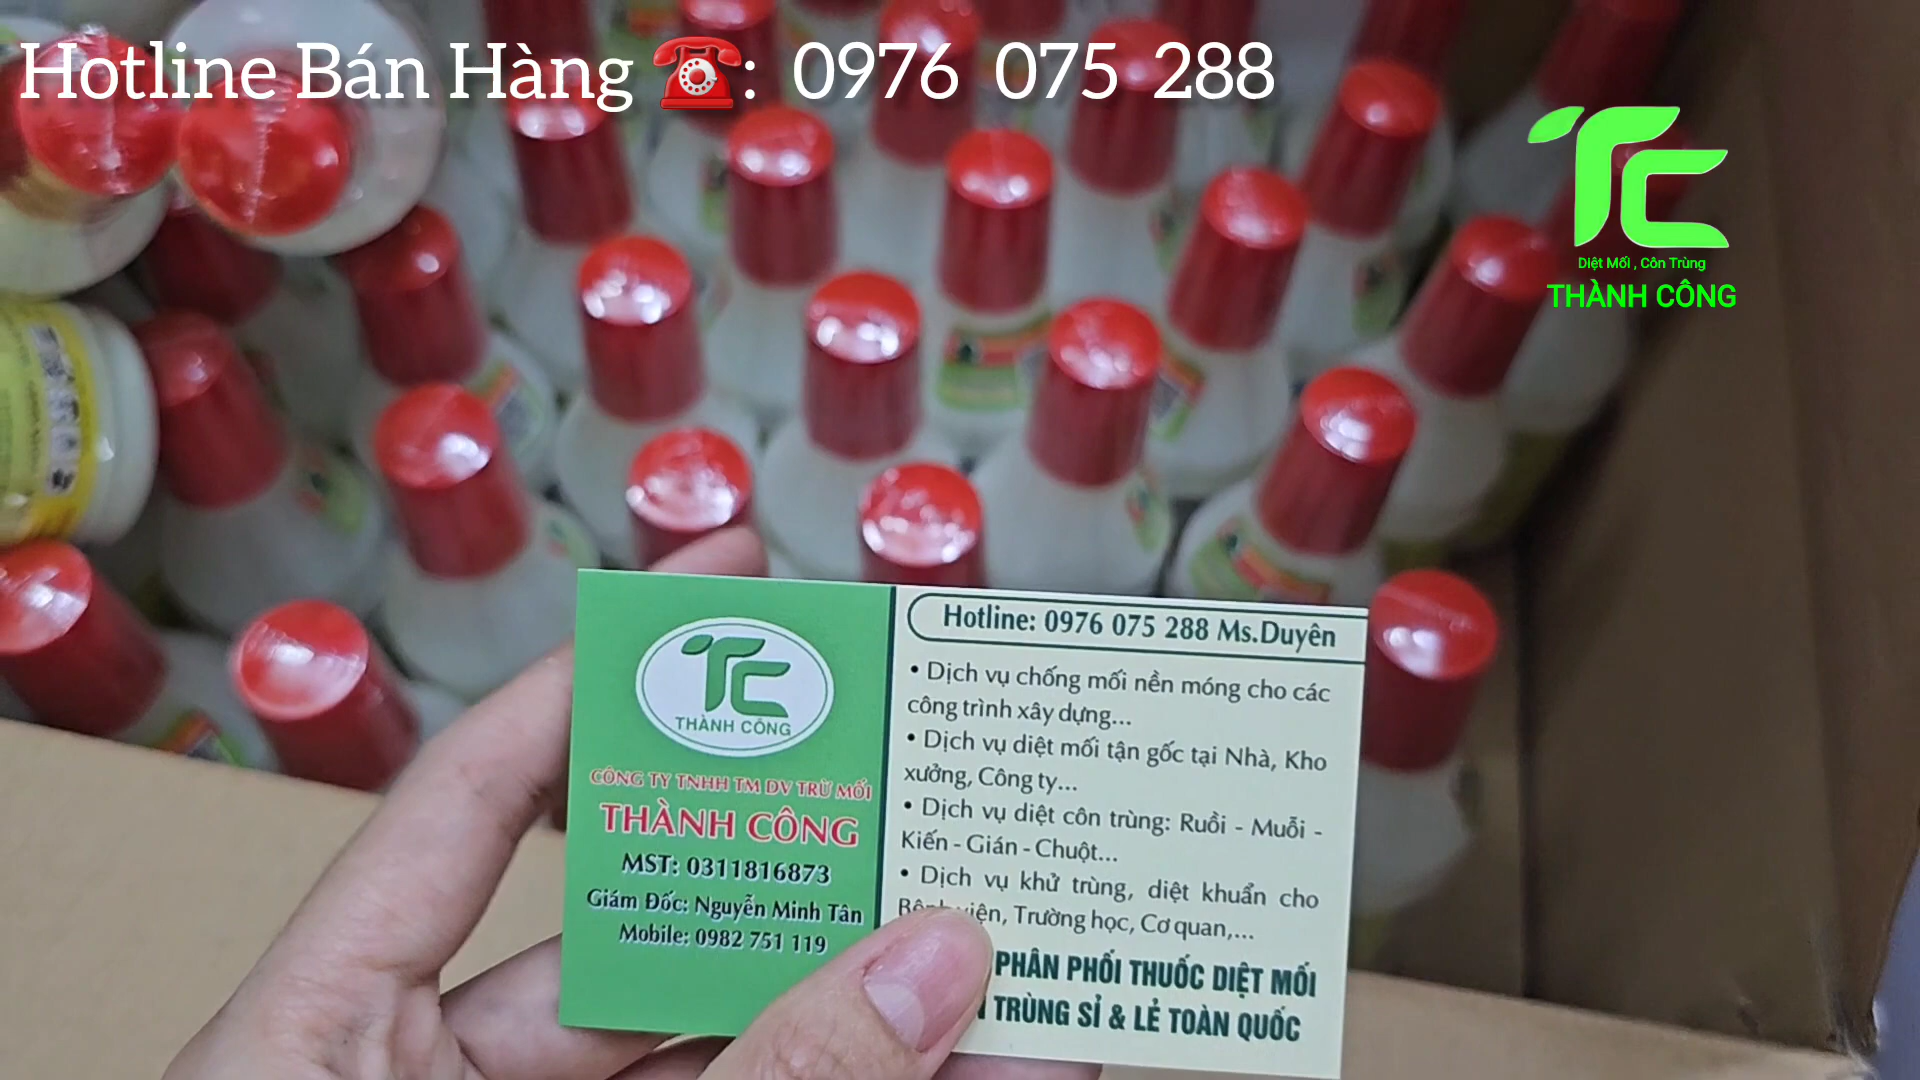 Hotline Bán Hàng ☎️: 0976 075 288
TC
Diệt Mối , Côn Trùng
THÀNH CÔNG
TC
THÀNH CÔNG
CÔNG TY TNHH TM DV TRỪ MỐI
THÀNH CÔNG
MST: 0311816873
Giám Đốc: Nguyễn Minh Tân
Mobile: 0982 751 119
Hotline: 0976 075 288 Ms.Duyên
• Dịch vụ chống mối nền móng cho các
công trình xây dựng...
• Dịch vụ diệt mối tận gốc tại Nhà, Kho
xưởng, Công ty...
• Dịch vụ diệt côn trùng: Ruồi - Muỗi -
Kiến - Gián - Chuột...
• Dịch vụ khử trùng, diệt khuẩn cho
Bệnh viện, Trường học, Cơ quan,...
PHÂN PHỐI THUỐC DIỆT MỐI
TRÙNG SỈ & LẺ TOÀN QUỐC